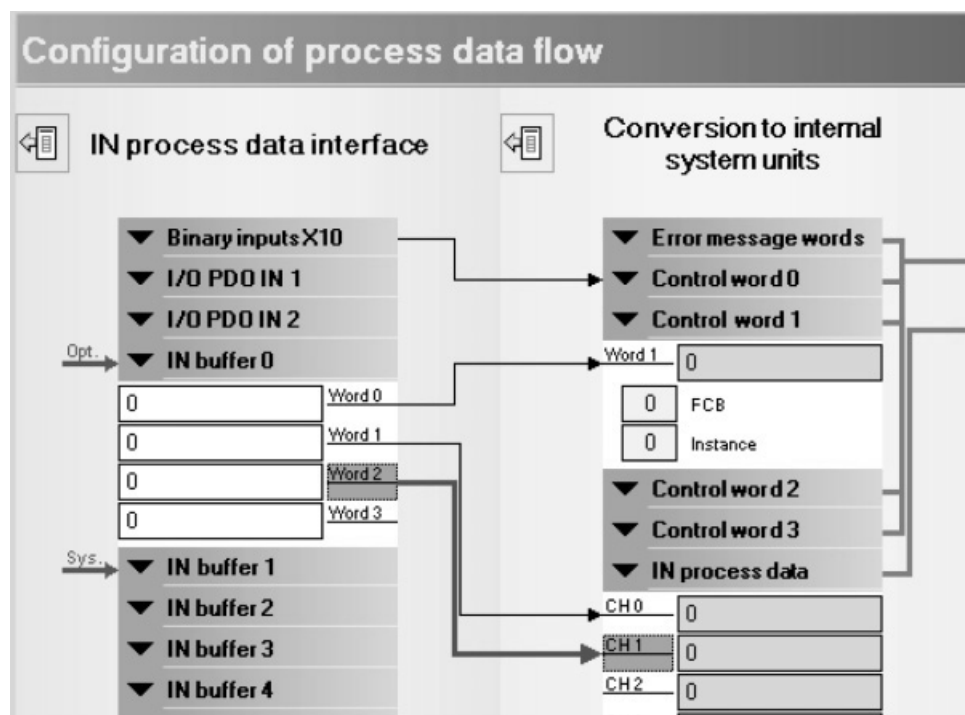 Configuration of process data flow
IN process data interface
Conversion to internal
system units
Binary inputs X10
I/O PDO IN 1
I/O PDO IN 2
Opt.
IN buffer 0
0
Word 0
0
Word 1
0
Word 2
0
Word 3
Sys.
IN buffer 1
IN buffer 2
IN buffer 3
IN buffer 4
Error message words
Control word 0
Control word 1
Word 1
0
0
FCB
0
Instance
Control word 2
Control word 3
IN process data
CH 0
0
CH 1
0
CH 2
0